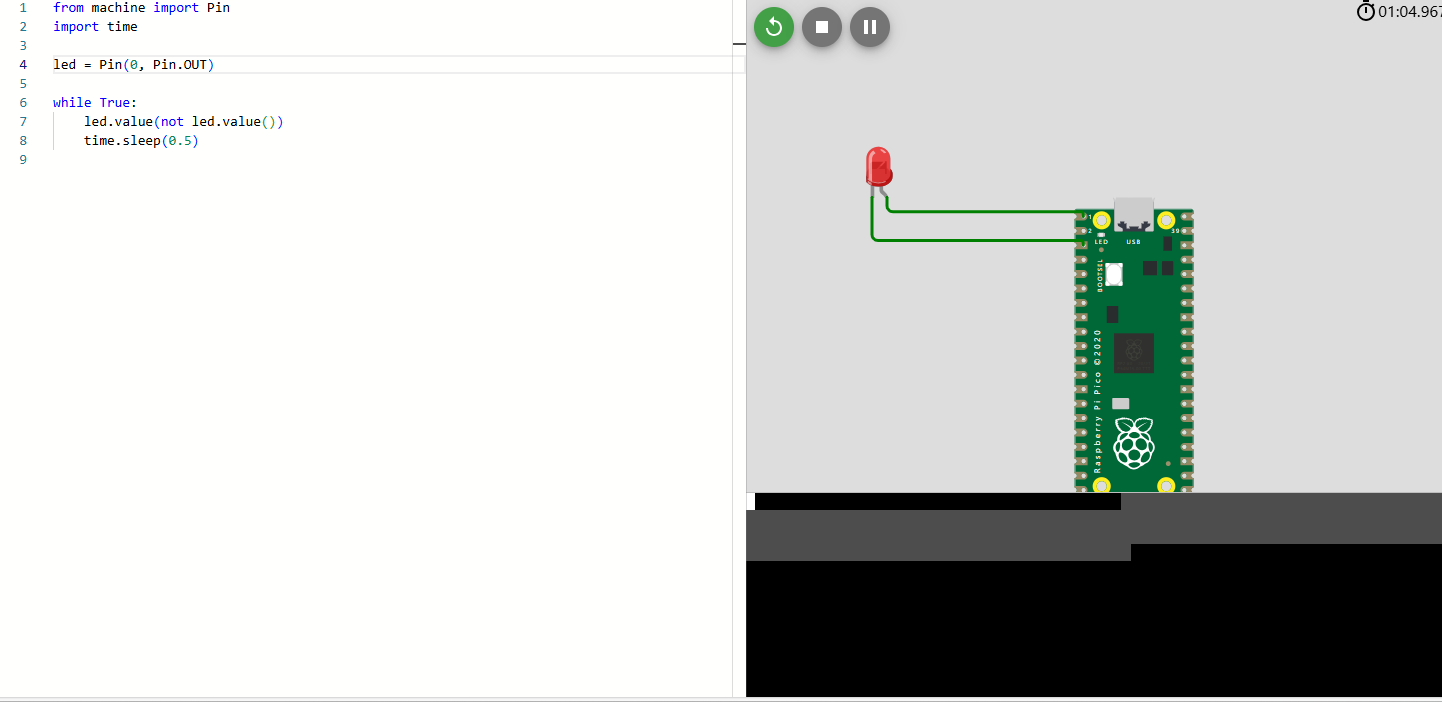 1 from machine import Pin
2 import time
3
4 led = Pin(0, Pin.OUT)
5
6 while True:
7 led.value(not led.value())
8 time.sleep(0.5)
9
01:04.967
1
2
39
LED USB
BOOTSEL
Raspberry Pi Pico ©2020